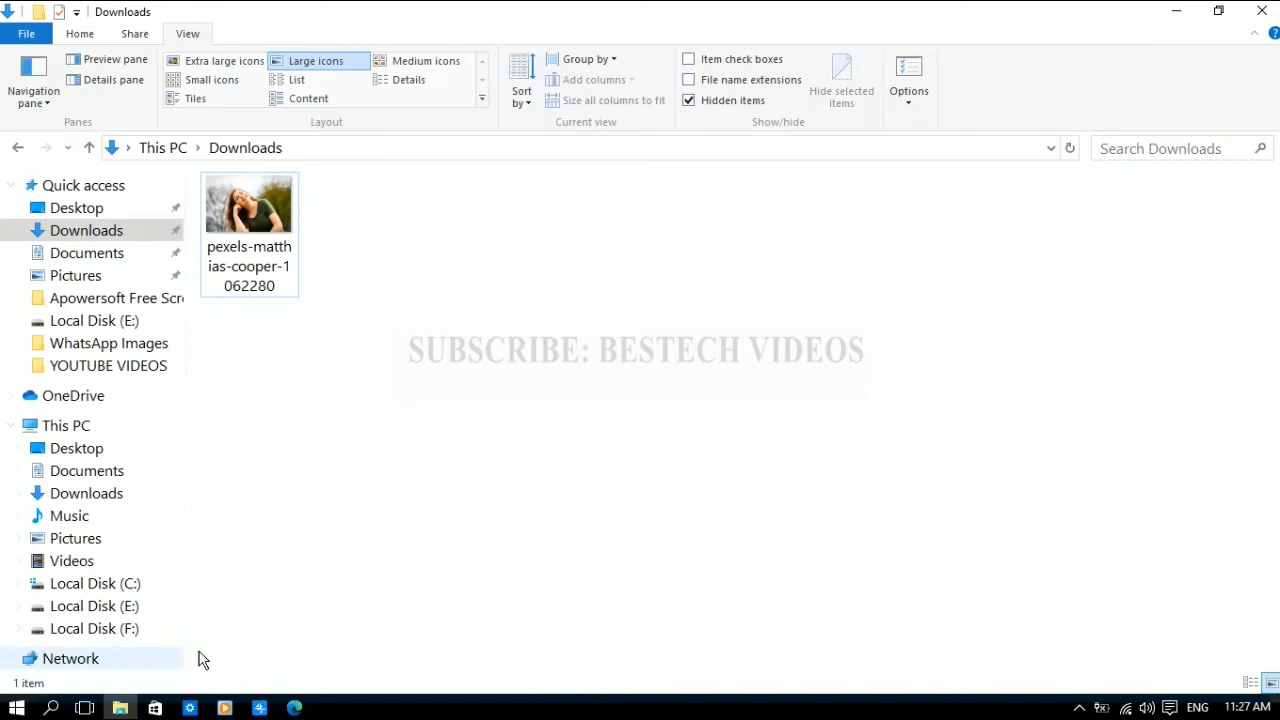 Downloads
File
Home
Share
View
Navigation
pane
Preview pane
Details pane
Panes
Extra large icons
Large icons
Medium icons
Small icons
List
Details
Tiles
Content
Layout
Sort
by
Group by
Add columns
Size all columns to fit
Current view
Item check boxes
File name extensions
Hidden items
Hide selected
items
Show/hide
Options
This PC
Downloads
Search Downloads
Quick access
Desktop
Downloads
Documents
Pictures
Apowersoft Free Scre
Local Disk (E:)
WhatsApp Images
YOUTUBE VIDEOS
OneDrive
This PC
Desktop
Documents
Downloads
Music
Pictures
Videos
Local Disk (C:)
Local Disk (E:)
Local Disk (F:)
Network
pexels-matth
ias-cooper-1
062280
SUBSCRIBE: BESTECH VIDEOS
1 item
ENG
11:27 AM